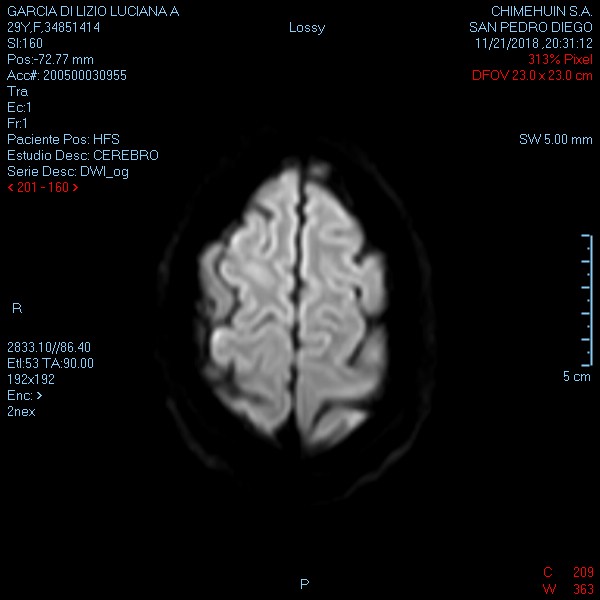 GARCIA DI LIZIO LUCIANA A
29Y,F,34851414
Sl:160
Pos:-72.77 mm
Acc#: 200500030955
Tra
Ec:1
Fr:1
Paciente Pos: HFS
Estudio Desc: CEREBRO
Serie Desc: DWI_og
< 201 - 160 >
Lossy
CHIMEHUIN S.A.
SAN PEDRO DIEGO
11/21/2018 ,20:31:12
313% Pixel
DFOV 23.0 x 23.0 cm
SW 5.00 mm
R
2833.10//86.40
Etl:53 TA:90.00
192x192
Enc: >
2nex
5 cm
P
C 209
W 363